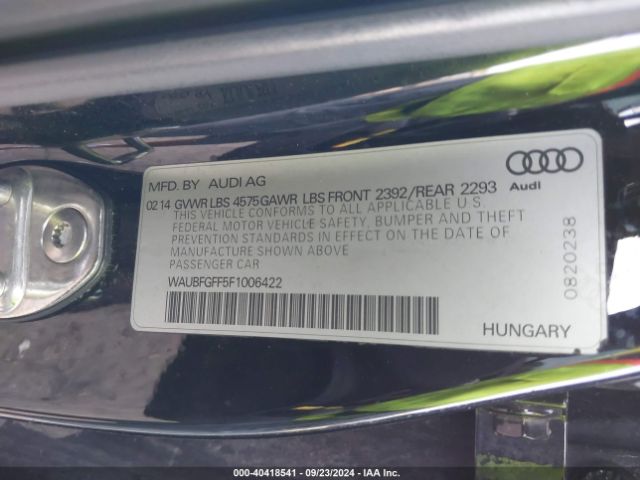 MFD. BY AUDI AG
02 14 GVWR LBS 4575 GAWR LBS FRONT 2392/REAR 2293
THIS VEHICLE CONFORMS TO ALL APPLICABLE U.S.
FEDERAL MOTOR VEHICLE SAFETY, BUMPER AND THEFT
PREVENTION STANDARDS IN EFFECT ON THE DATE OF
MANUFACTURE SHOWN ABOVE
PASSENGER CAR
WAUBFGFF5F1006422
Audi
0820238
HUNGARY
000-40418541 - 09/23/2024 - IAA Inc.